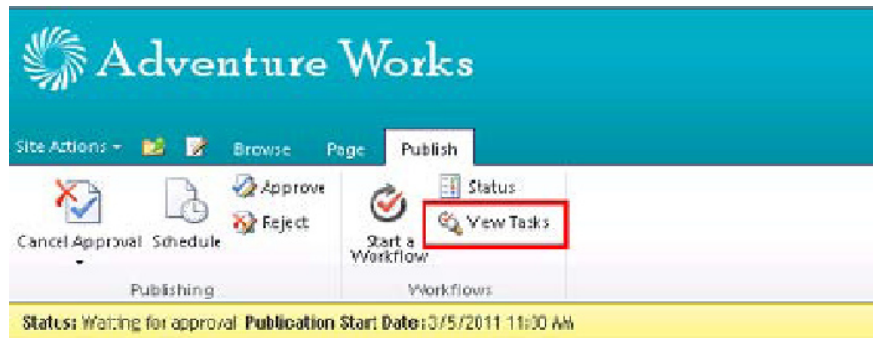 Adventure Works
Site Actions Browse Page Publish
Approve Status
Reject View Tasks
Cancel Approval Schedule Start a
Workflow
Publishing Workflows
Status: Waiting for approval Publication Start Date: 3/5/2011 11:00 AM